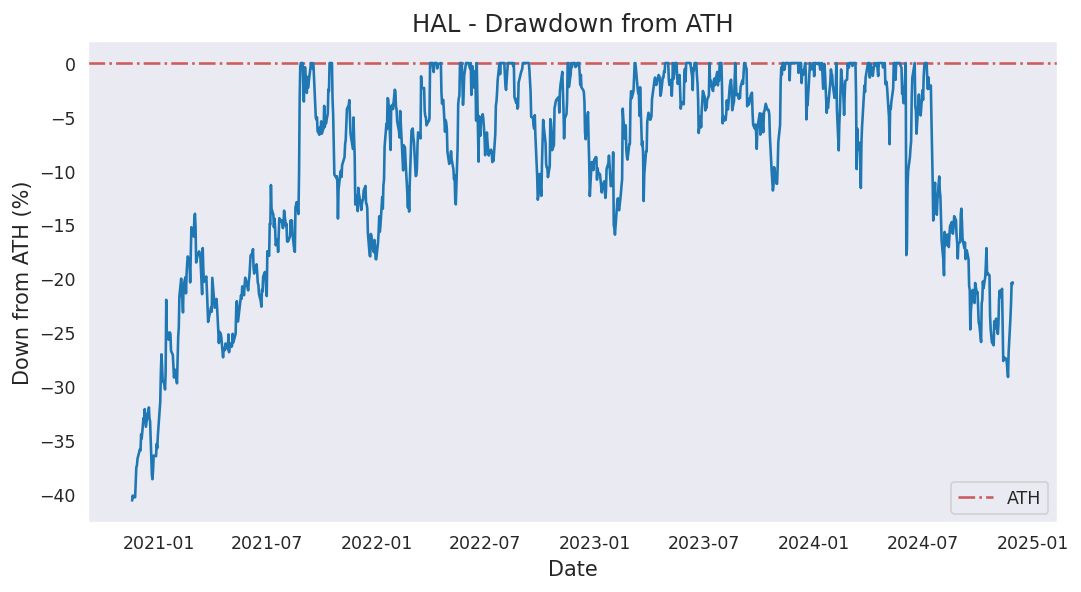 HAL - Drawdown from ATH
Down from ATH (%)
0
−5
−10
−15
−20
−25
−30
−35
−40
ATH
2021-01 2021-07 2022-01 2022-07 2023-01 2023-07 2024-01 2024-07 2025-01
Date